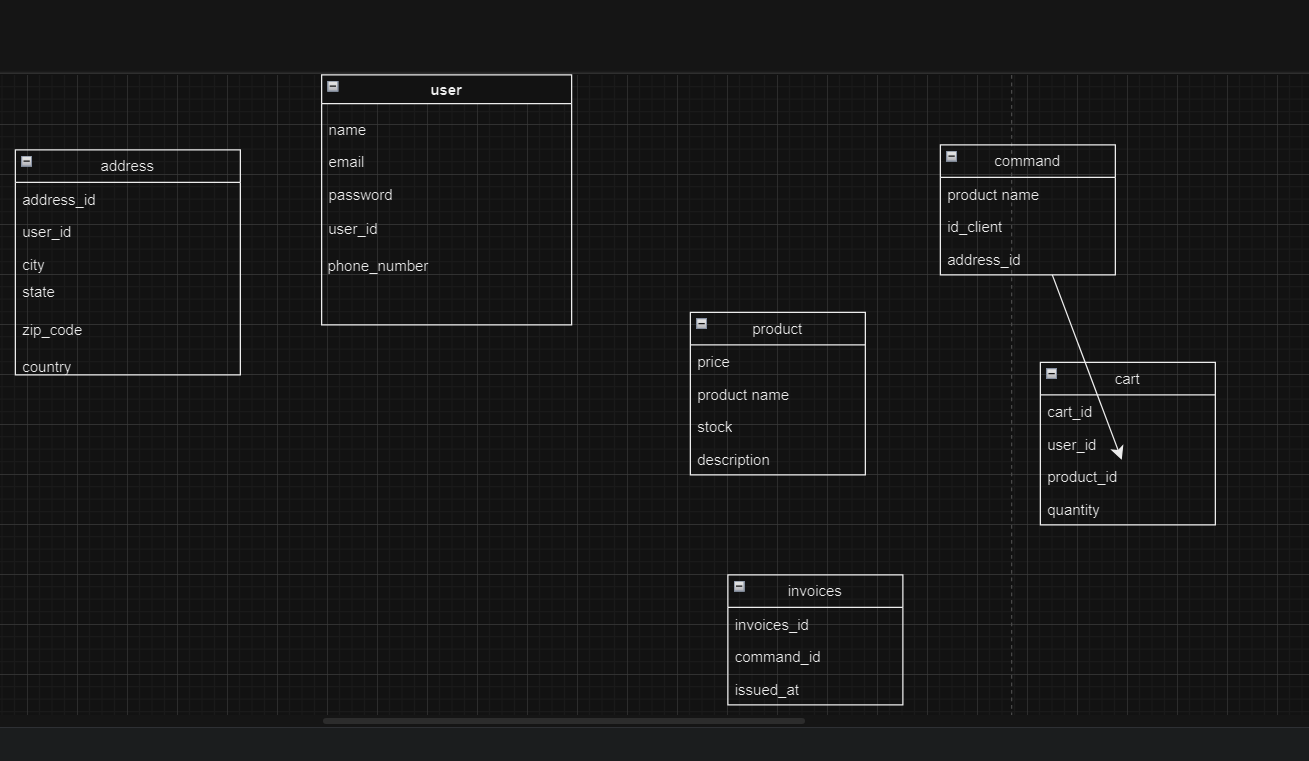 user
name
email
password
user_id
phone_number
address
address_id
user_id
city
state
zip_code
country
command
product name
id_client
address_id
product
price
product name
stock
description
cart
cart_id
user_id
product_id
quantity
invoices
invoices_id
command_id
issued_at